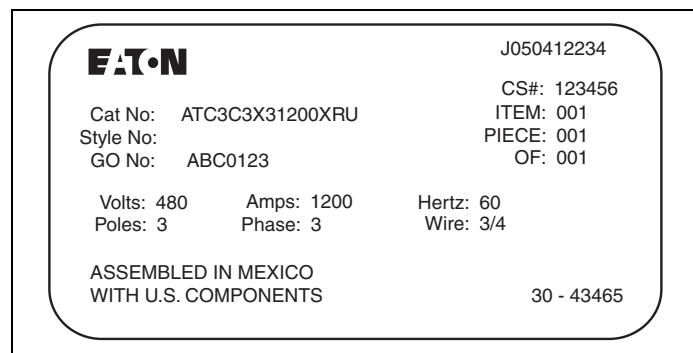 EATON
J050412234
CS#: 123456
Cat No: ATC3C3X31200XRU
ITEM: 001
Style No:
PIECE: 001
GO No: ABC0123
OF: 001
Volts: 480 Amps: 1200 Hertz: 60
Poles: 3 Phase: 3 Wire: 3/4
ASSEMBLED IN MEXICO
WITH U.S. COMPONENTS
30 - 43465